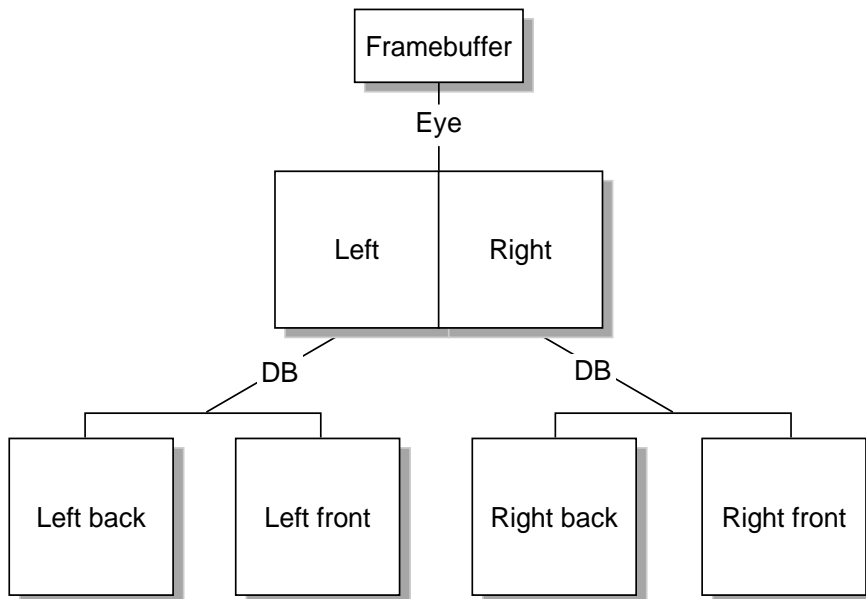 Framebuffer
Eye
Left
Right
DB
DB
Left back
Left front
Right back
Right front